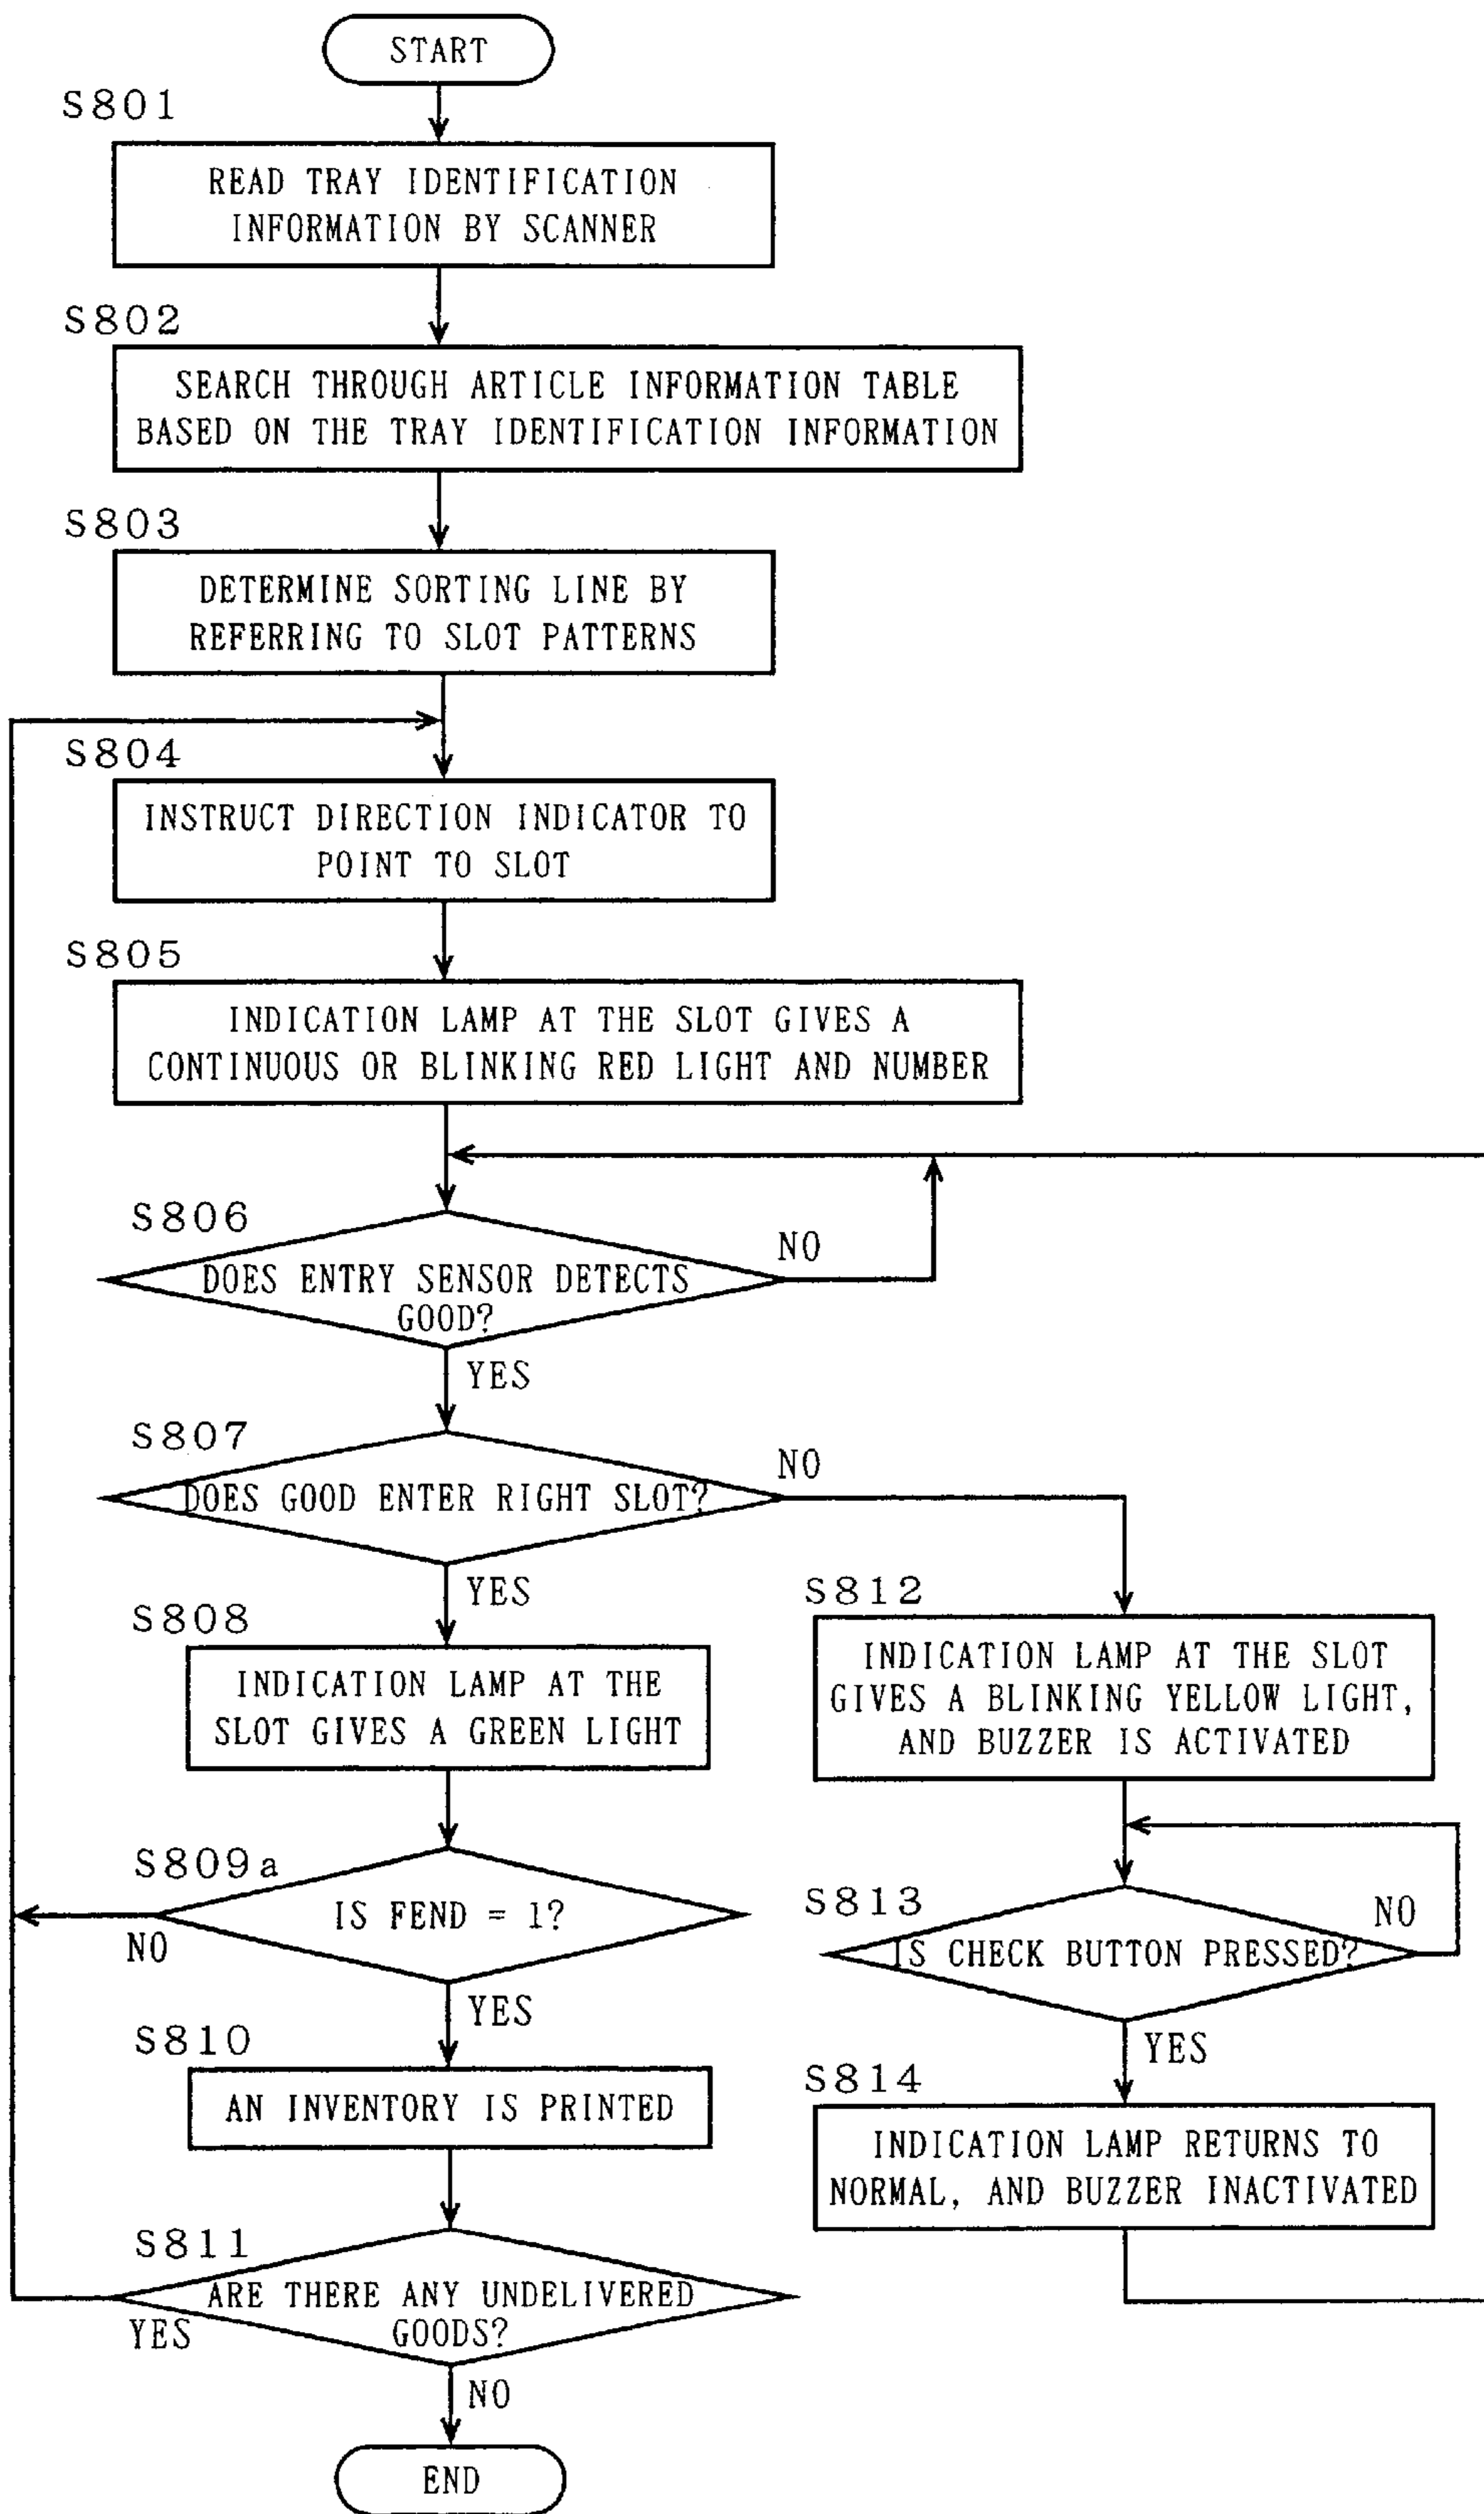 START
S801
READ TRAY IDENTIFICATION
INFORMATION BY SCANNER
S802
SEARCH THROUGH ARTICLE INFORMATION TABLE
BASED ON THE TRAY IDENTIFICATION INFORMATION
S803
DETERMINE SORTING LINE BY
REFERRING TO SLOT PATTERNS
S804
INSTRUCT DIRECTION INDICATOR TO
POINT TO SLOT
S805
INDICATION LAMP AT THE SLOT GIVES A
CONTINUOUS OR BLINKING RED LIGHT AND NUMBER
S806
DOES ENTRY SENSOR DETECTS
GOOD?
NO
YES
S807
DOES GOOD ENTER RIGHT SLOT?
NO
YES
S808
INDICATION LAMP AT THE
SLOT GIVES A GREEN LIGHT
S809a
IS FEND = 1?
NO
YES
S810
AN INVENTORY IS PRINTED
S811
ARE THERE ANY UNDELIVERED
GOODS?
YES
NO
END
S812
INDICATION LAMP AT THE SLOT
GIVES A BLINKING YELLOW LIGHT,
AND BUZZER IS ACTIVATED
S813
IS CHECK BUTTON PRESSED?
NO
YES
S814
INDICATION LAMP RETURNS TO
NORMAL, AND BUZZER INACTIVATED